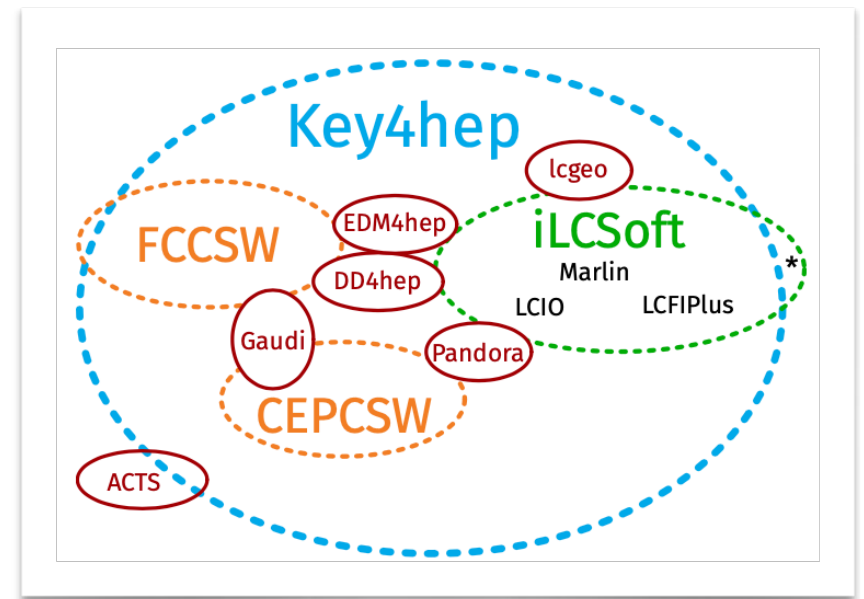 Key4hep
lcgeo
EDM4hep
FCCSW
iLCSoft
*
Marlin
DD4hep
LCIO
LCFIPlus
Gaudi
Pandora
CEPCSW
ACTS